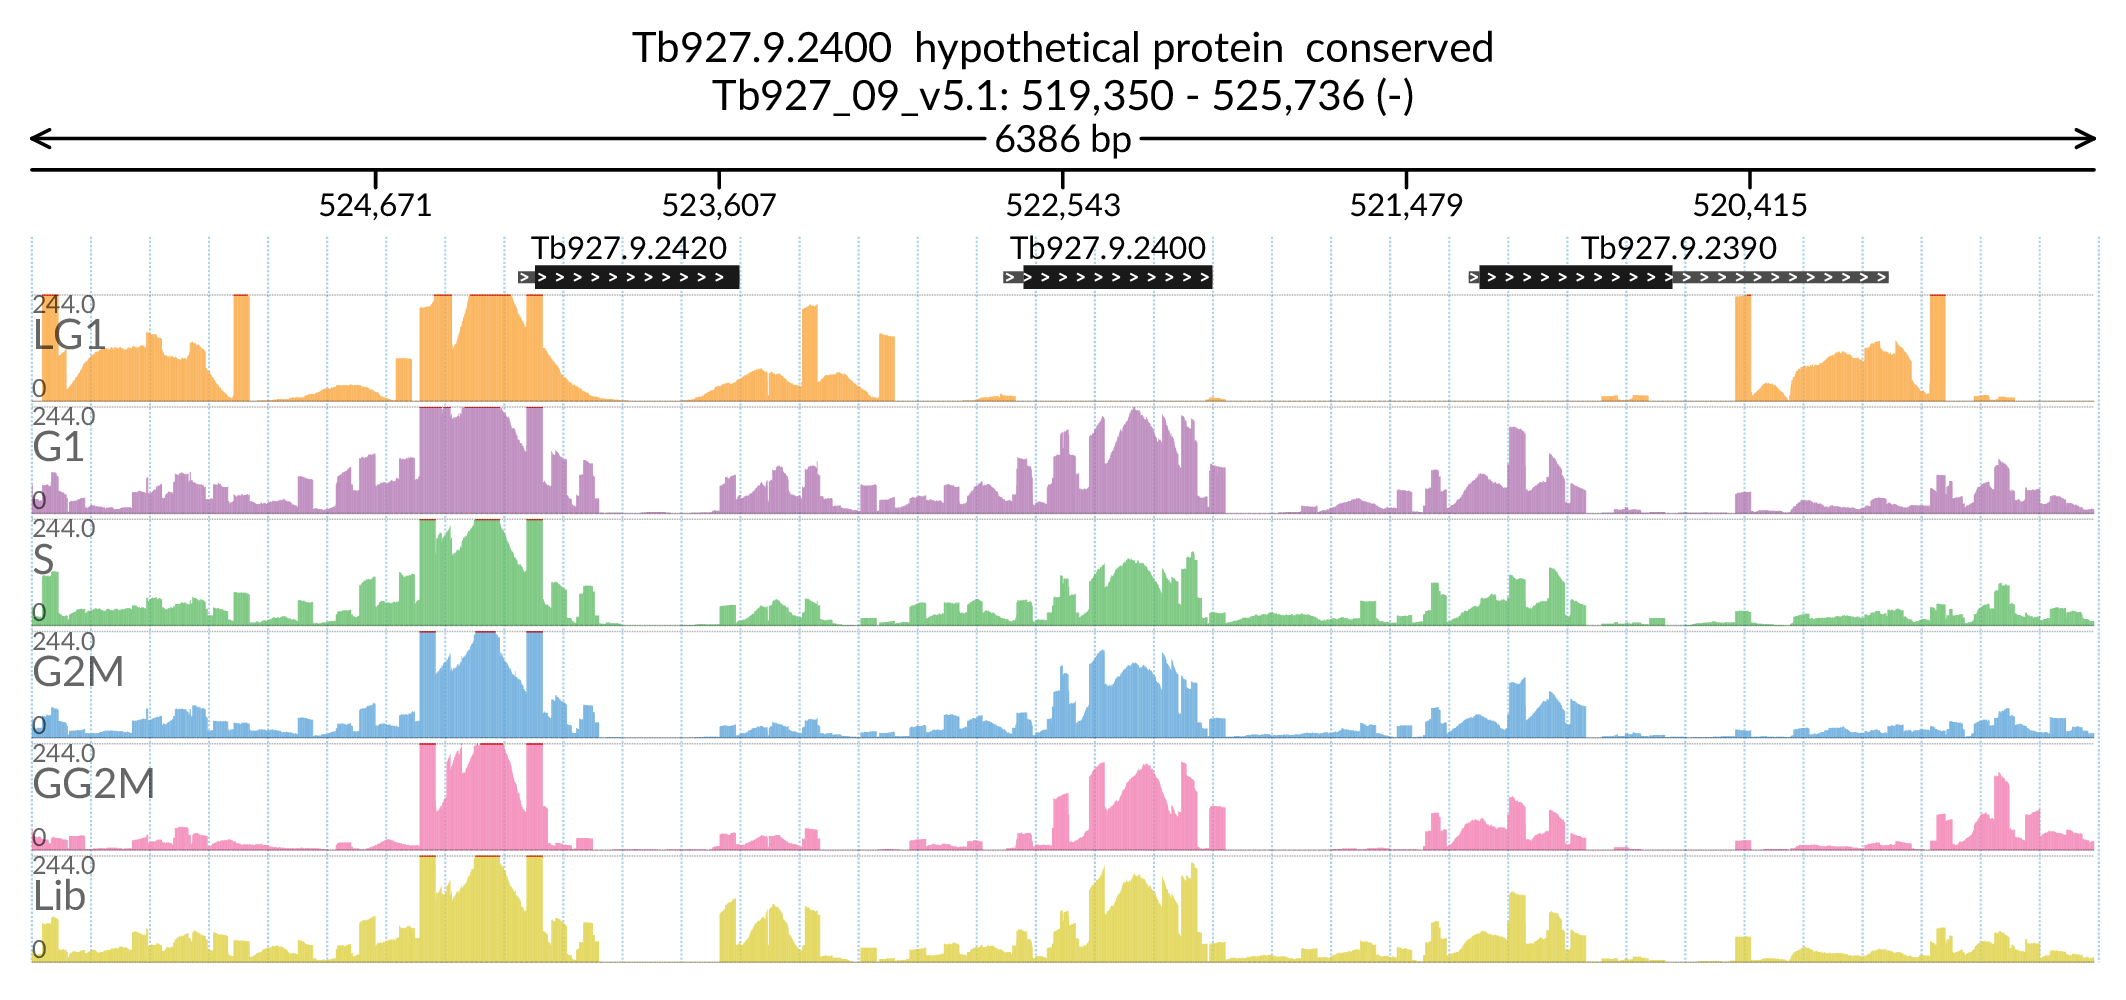 Tb927.9.2400 hypothetical protein conserved
Tb927_09_v5.1: 519,350 - 525,736 (-)
6386 bp
524,671 523,607 522,543 521,479 520,415
Tb927.9.2420 Tb927.9.2400 Tb927.9.2390
244.0
LG1
0
244.0
G1
0
244.0
S
0
244.0
G2M
0
244.0
GG2M
0
244.0
Lib
0